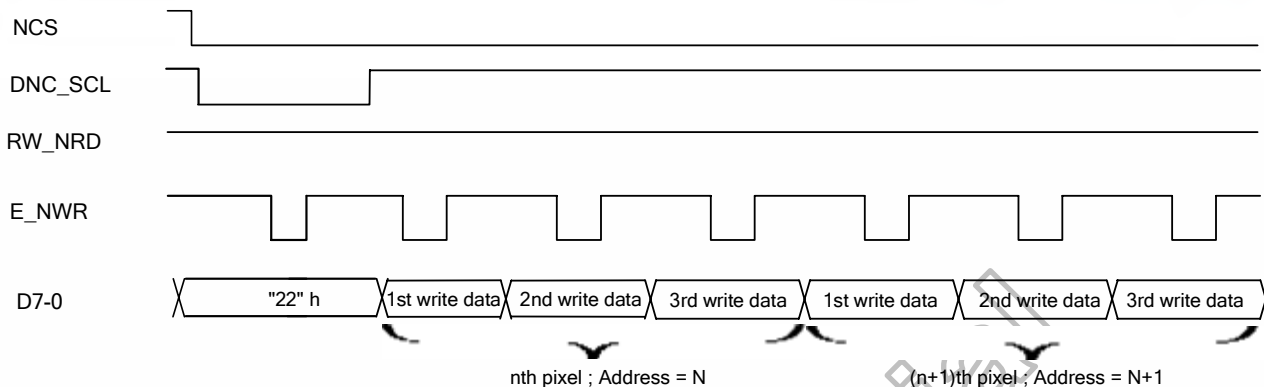 NCS
DNC_SCL
RW_NRD
E_NWR
D7-0 "22" h 1st write data 2nd write data 3rd write data 1st write data 2nd write data 3rd write data
nth pixel ; Address = N (n+1)th pixel ; Address = N+1